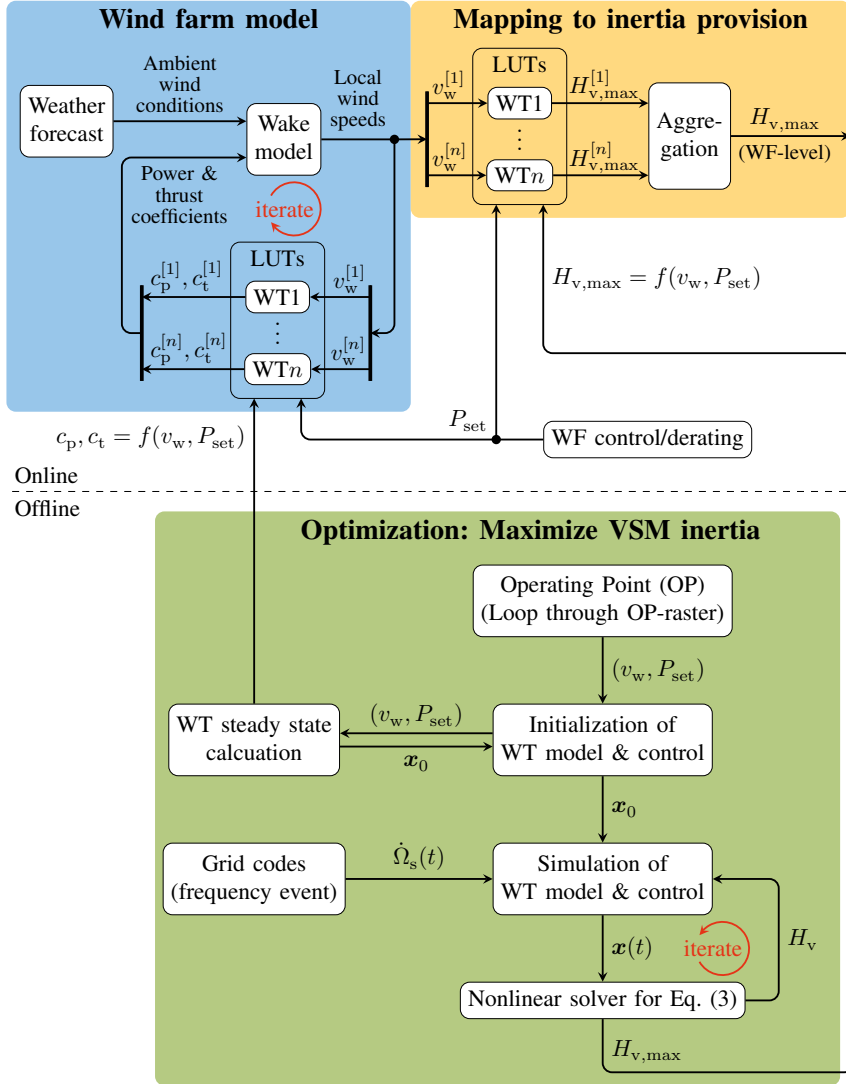 Wind farm model
Mapping to inertia provision
Weather
forecast
Ambient
wind
conditions
Wake
model
Local
wind
speeds
Power &
thrust
coefficients
iterate
LUTs
WT1
⋮
WTn
c_p^[1], c_t^[1]
c_p^[n], c_t^[n]
v_w^[1]
v_w^[n]
v_w^[1]
v_w^[n]
LUTs
WT1
⋮
WTn
H_v,max^[1]
H_v,max^[n]
Aggre-
gation
H_v,max
(WF-level)
H_v,max = f(v_w, P_set)
c_p, c_t = f(v_w, P_set)
P_set
WF control/derating
Online
Offline
Optimization: Maximize VSM inertia
Operating Point (OP)
(Loop through OP-raster)
(v_w, P_set)
WT steady state
calcuation
(v_w, P_set)
x_0
Initialization of
WT model & control
x_0
Grid codes
(frequency event)
Ω̇_s(t)
Simulation of
WT model & control
x(t)
iterate
H_v
Nonlinear solver for Eq. (3)
H_v,max